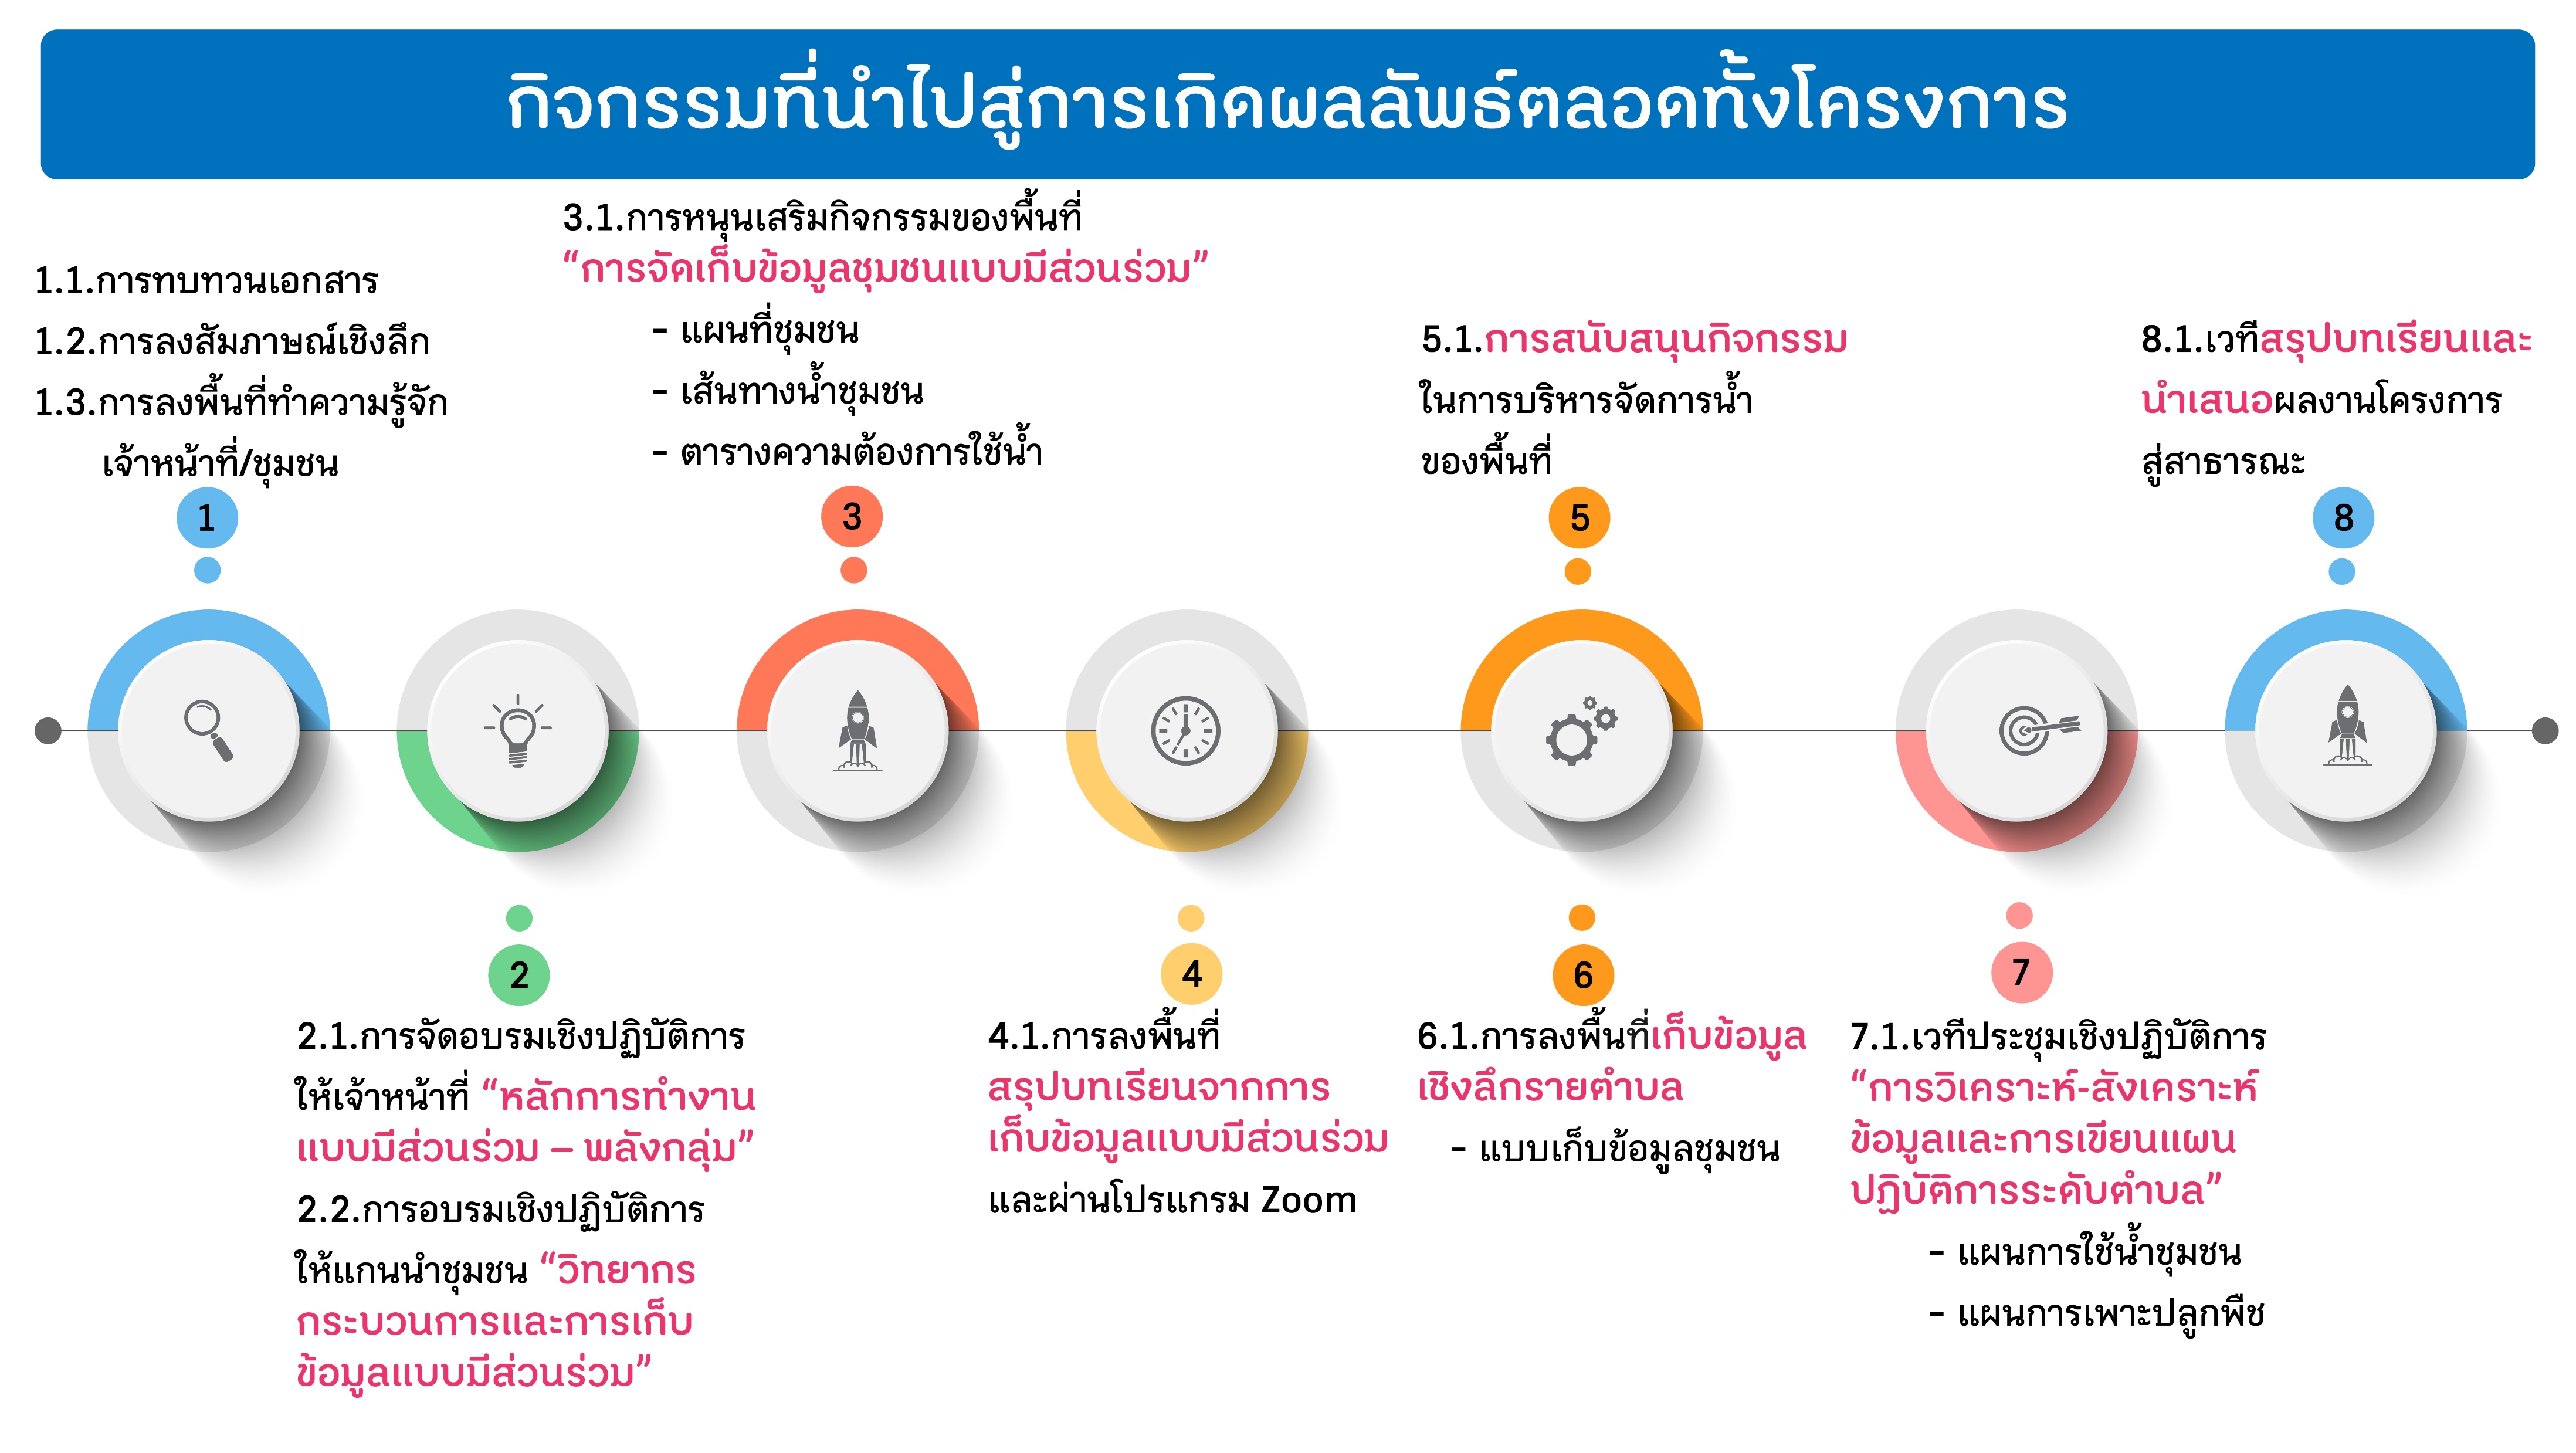 กิจกรรมที่นำไปสู่การเกิดผลลัพธ์ตลอดทั้งโครงการ
1.1.การทบทวนเอกสาร
1.2.การลงสัมภาษณ์เชิงลึก
1.3.การลงพื้นที่ทำความรู้จัก
เจ้าหน้าที่/ชุมชน
1
2
2.1.การจัดอบรมเชิงปฏิบัติการ
ให้เจ้าหน้าที่ “หลักการทำงาน
แบบมีส่วนร่วม – พลังกลุ่ม”
2.2.การอบรมเชิงปฏิบัติการ
ให้แกนนำชุมชน “วิทยากร
กระบวนการและการเก็บ
ข้อมูลแบบมีส่วนร่วม”
3.1.การหนุนเสริมกิจกรรมของพื้นที่
“การจัดเก็บข้อมูลชุมชนแบบมีส่วนร่วม”
- แผนที่ชุมชน
- เส้นทางน้ำชุมชน
- ตารางความต้องการใช้น้ำ
3
4
4.1.การลงพื้นที่
สรุปบทเรียนจากการ
เก็บข้อมูลแบบมีส่วนร่วม
และผ่านโปรแกรม Zoom
5.1.การสนับสนุนกิจกรรม
ในการบริหารจัดการน้ำ
ของพื้นที่
5
6
6.1.การลงพื้นที่เก็บข้อมูล
เชิงลึกรายตำบล
- แบบเก็บข้อมูลชุมชน
7
7.1.เวทีประชุมเชิงปฏิบัติการ
“การวิเคราะห์-สังเคราะห์
ข้อมูลและการเขียนแผน
ปฏิบัติการระดับตำบล”
- แผนการใช้น้ำชุมชน
- แผนการเพาะปลูกพืช
8.1.เวทีสรุปบทเรียนและ
นำเสนอผลงานโครงการ
สู่สาธารณะ
8